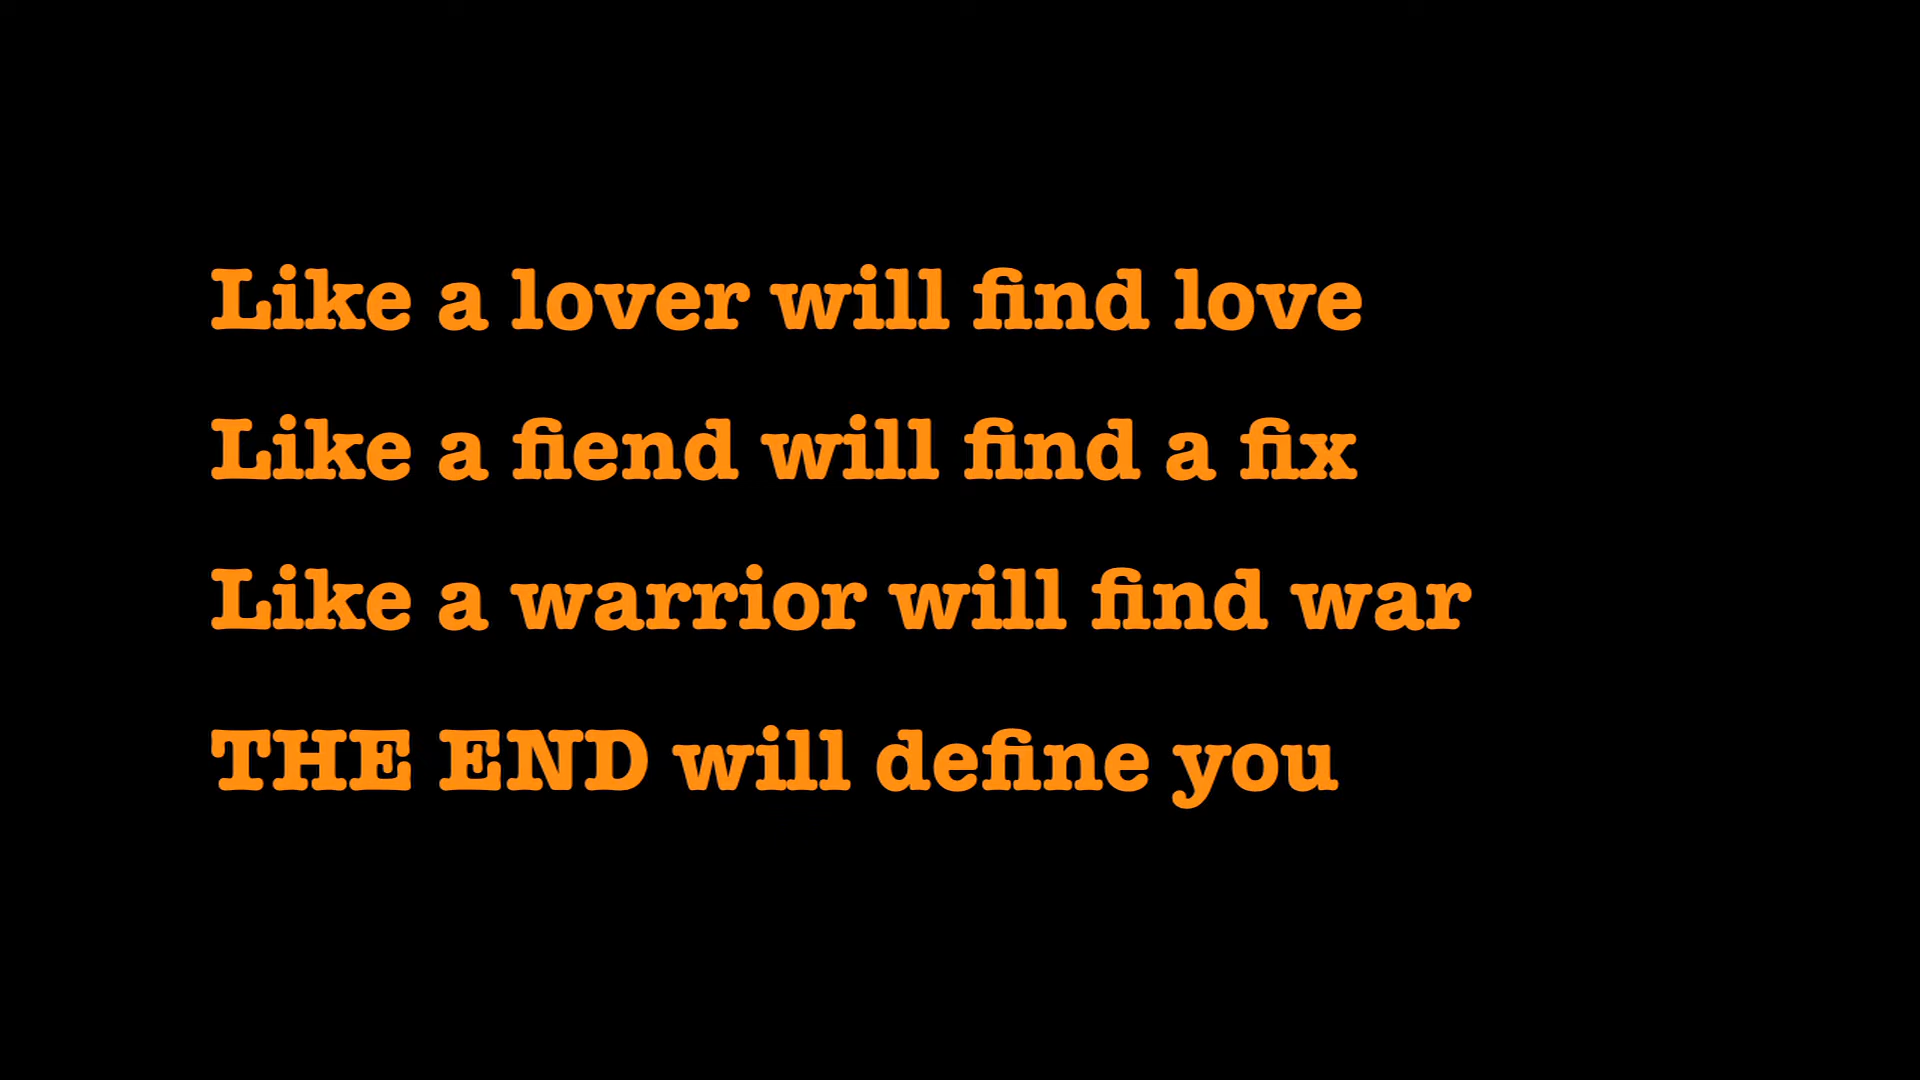 Like a lover will find love
Like a fiend will find a fix
Like a warrior will find war
THE END will define you